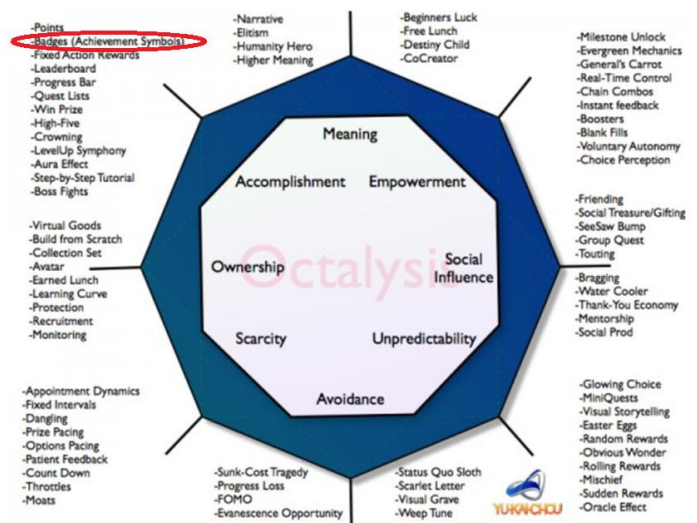 -Points
-Badges (Achievement Symbols)
-Fixed Action Rewards
-Leaderboard
-Progress Bar
-Quest Lists
-Win Prize
-High-Five
-Crowning
-LevelUp Symphony
-Aura Effect
-Step-by-Step Tutorial
-Boss Fights
-Narrative
-Elitism
-Humanity Hero
-Higher Meaning
-Beginners Luck
-Free Lunch
-Destiny Child
-CoCreator
-Milestone Unlock
-Evergreen Mechanics
-General's Carrot
-Real-Time Control
-Chain Combos
-Instant feedback
-Boosters
-Blank Fills
-Voluntary Autonomy
-Choice Perception
Meaning
Accomplishment
Empowerment
Ownership
Octalysis
Social
Influence
Scarcity
Unpredictability
Avoidance
-Virtual Goods
-Build from Scratch
-Collection Set
-Avatar
-Earned Lunch
-Learning Curve
-Protection
-Recruitment
-Monitoring
-Friending
-Social Treasure/Gifting
-SeeSaw Bump
-Group Quest
-Touting
-Bragging
-Water Cooler
-Thank-You Economy
-Mentorship
-Social Prod
-Appointment Dynamics
-Fixed Intervals
-Dangling
-Prize Pacing
-Options Pacing
-Patient Feedback
-Count Down
-Throttles
-Moats
-Sunk-Cost Tragedy
-Progress Loss
-FOMO
-Evanescence Opportunity
-Status Quo Sloth
-Scarlet Letter
-Visual Grave
-Weep Tune
YUKAICHOU
-Glowing Choice
-MiniQuests
-Visual Storytelling
-Easter Eggs
-Random Rewards
-Obvious Wonder
-Rolling Rewards
-Mischief
-Sudden Rewards
-Oracle Effect